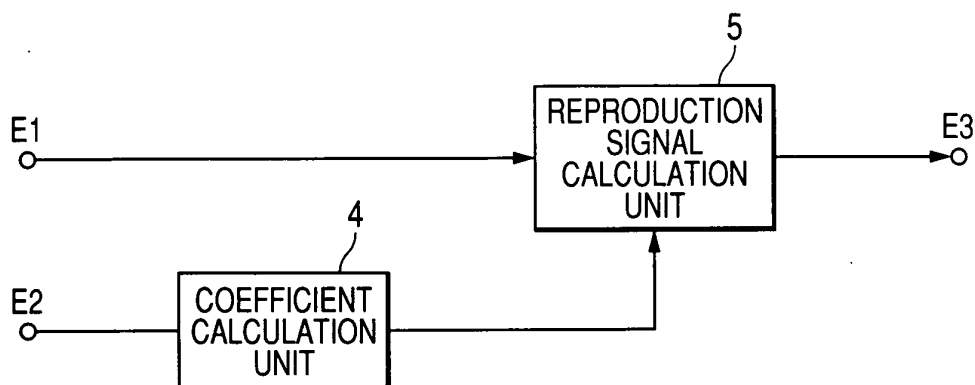 5
REPRODUCTION
SIGNAL
CALCULATION
UNIT
E1
E3
4
COEFFICIENT
CALCULATION
UNIT
E2